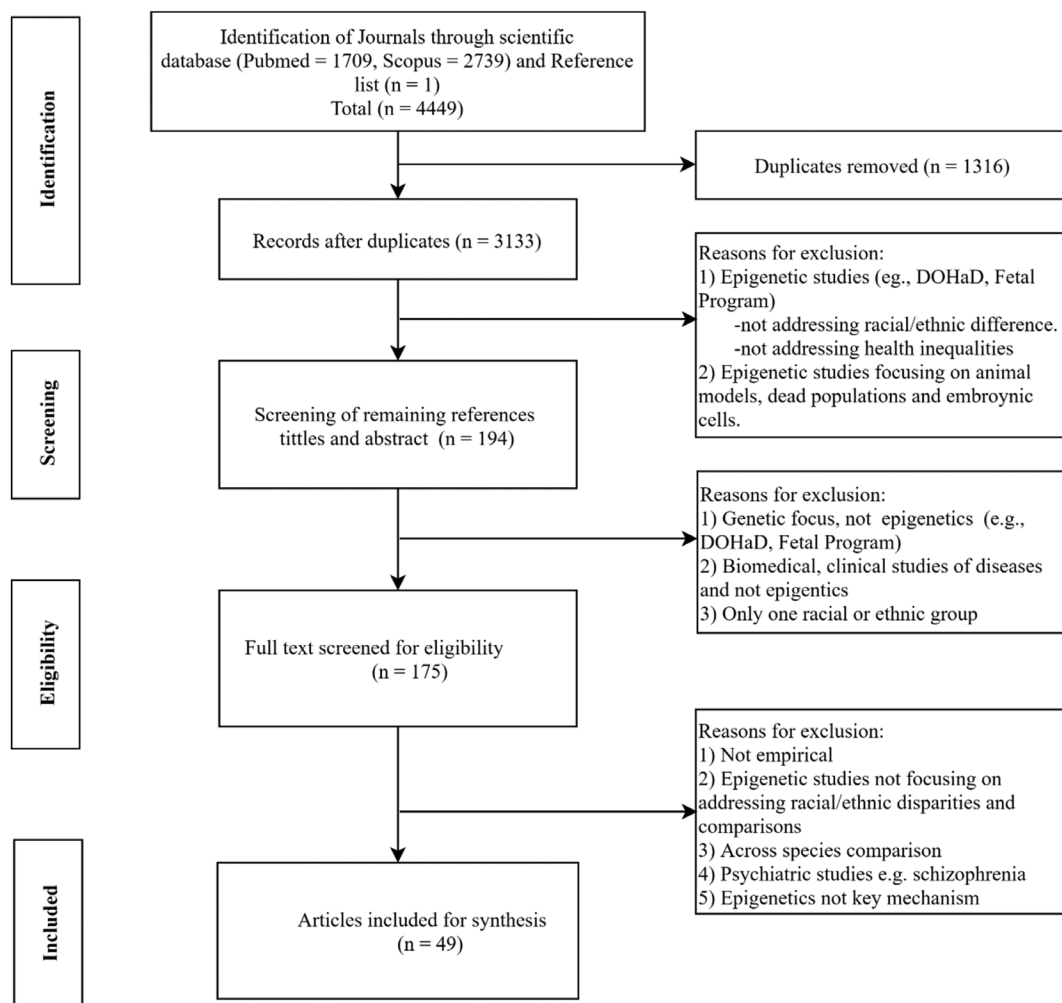 Identification
Identification of Journals through scientific
database (Pubmed = 1709, Scopus = 2739) and Reference
list (n = 1)
Total (n = 4449)
Duplicates removed (n = 1316)
Records after duplicates (n = 3133)
Reasons for exclusion:
1) Epigenetic studies (eg., DOHaD, Fetal
Program)
-not addressing racial/ethnic difference.
-not addressing health inequalities
2) Epigenetic studies focusing on animal
models, dead populations and embroynic
cells.
Screening
Screening of remaining references
tittles and abstract (n = 194)
Reasons for exclusion:
1) Genetic focus, not epigenetics (e.g.,
DOHaD, Fetal Program)
2) Biomedical, clinical studies of diseases
and not epigentics
3) Only one racial or ethnic group
Eligibility
Full text screened for eligibility
(n = 175)
Reasons for exclusion:
1) Not empirical
2) Epigenetic studies not focusing on
addressing racial/ethnic disparities and
comparisons
3) Across species comparison
4) Psychiatric studies e.g. schizophrenia
5) Epigenetics not key mechanism
Included
Articles included for synthesis
(n = 49)